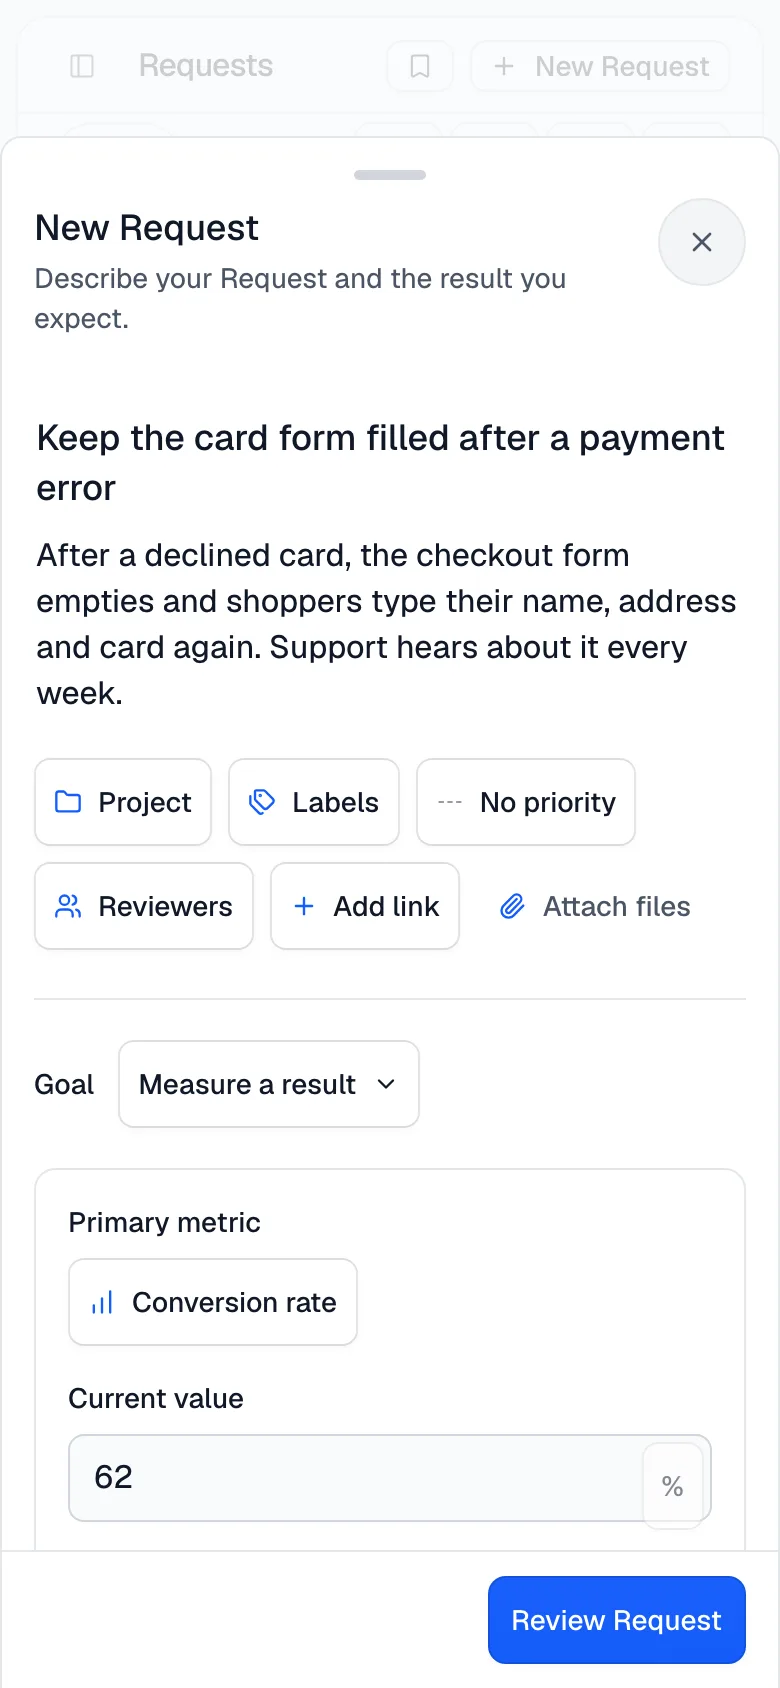 Requests
New Request
New Request
Describe your Request and the result you
expect.
Keep the card form filled after a payment
error
After a declined card, the checkout form
empties and shoppers type their name, address
and card again. Support hears about it every
week.
Project
Labels
No priority
Reviewers
Add link
Attach files
Goal
Measure a result
Primary metric
Conversion rate
Current value
62
%
Review Request